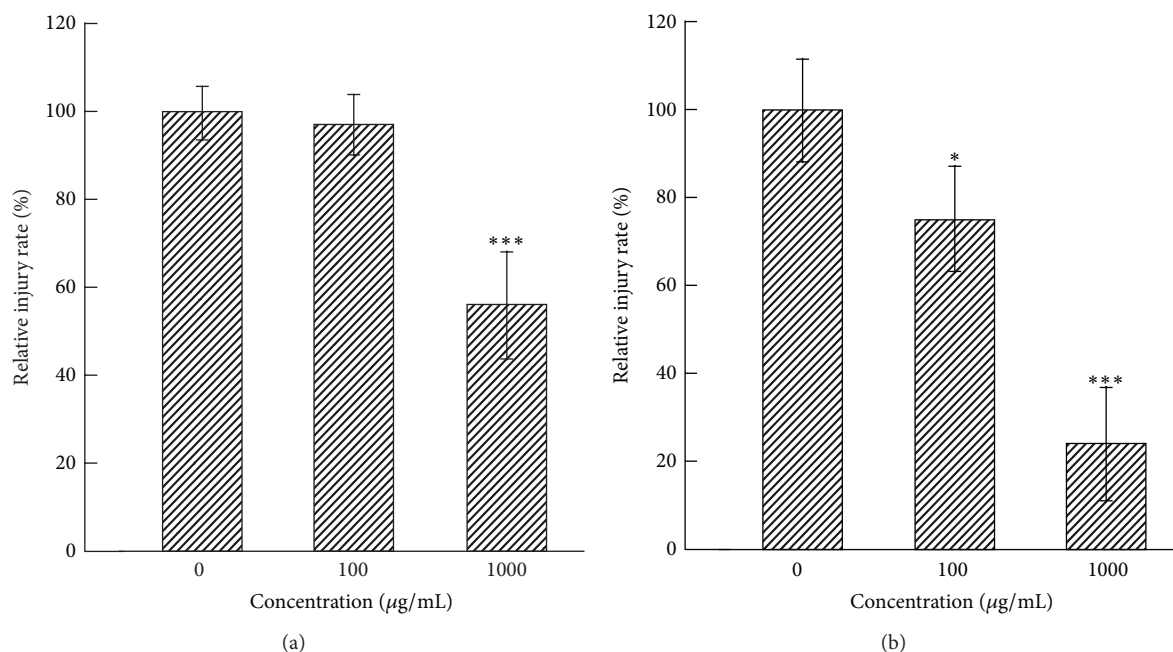 120
100
80
60
40
20
0
Relative injury rate (%)
***
0 100 1000
Concentration (μg/mL)
(a)
120
100
80
60
40
20
0
Relative injury rate (%)
*
***
0 100 1000
Concentration (μg/mL)
(b)